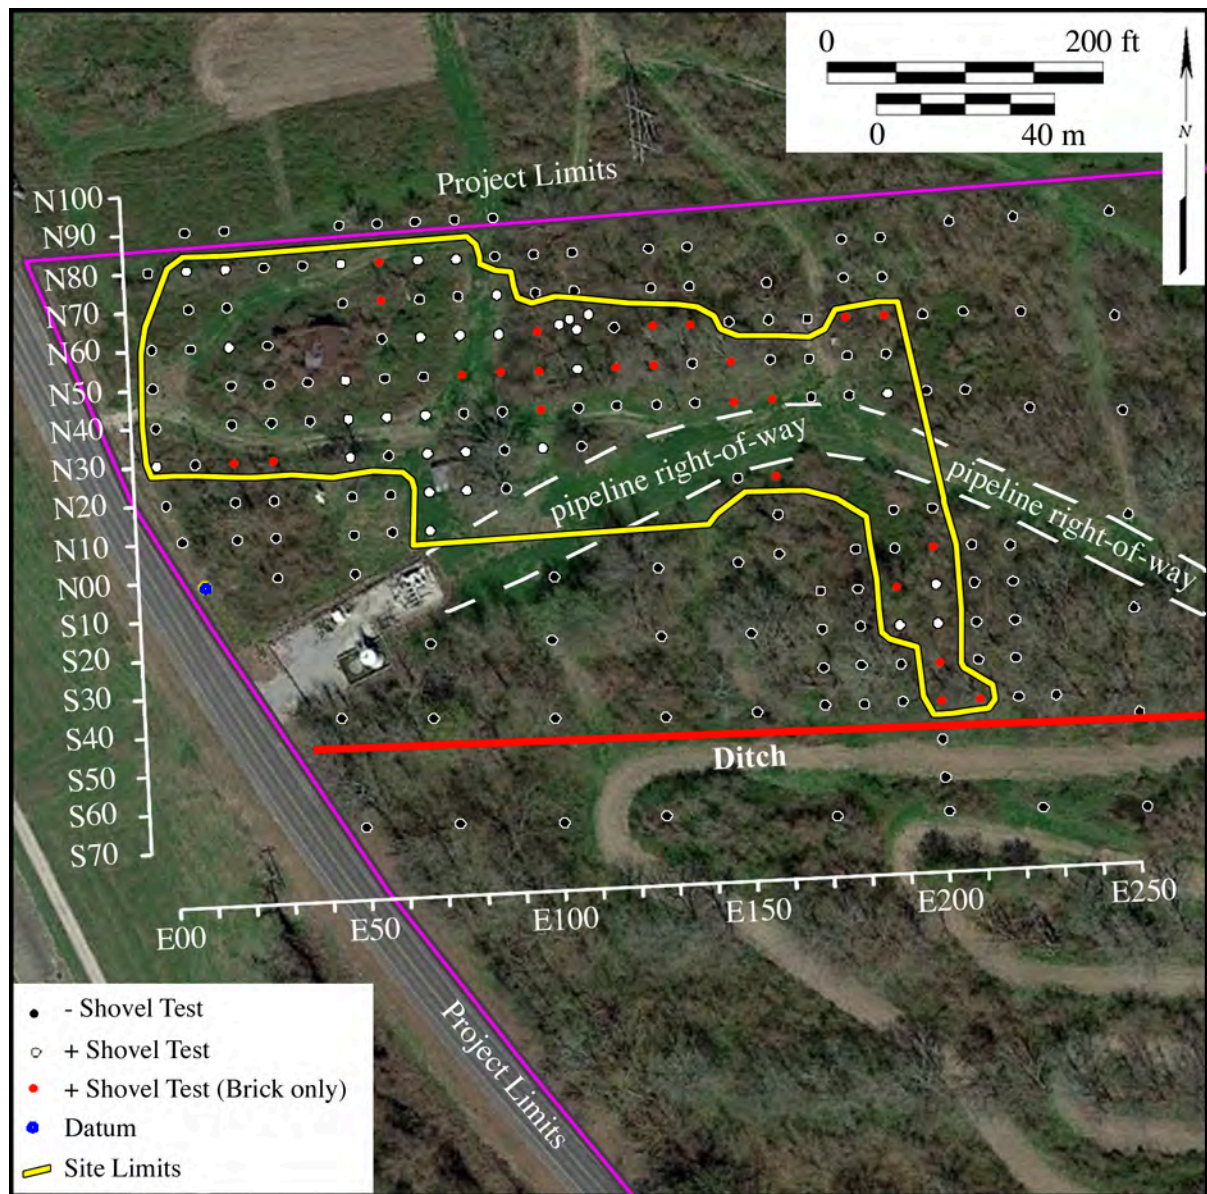 0 200 ft
0 40 m
N
Project Limits
N100
N90
N80
N70
N60
N50
N40
N30
N20
N10
N00
S10
S20
S30
S40
S50
S60
S70
pipeline right-of-way
pipeline right-of-way
Ditch
E00 E50 E100 E150 E200 E250
Project Limits
- Shovel Test
+ Shovel Test
+ Shovel Test (Brick only)
Datum
Site Limits